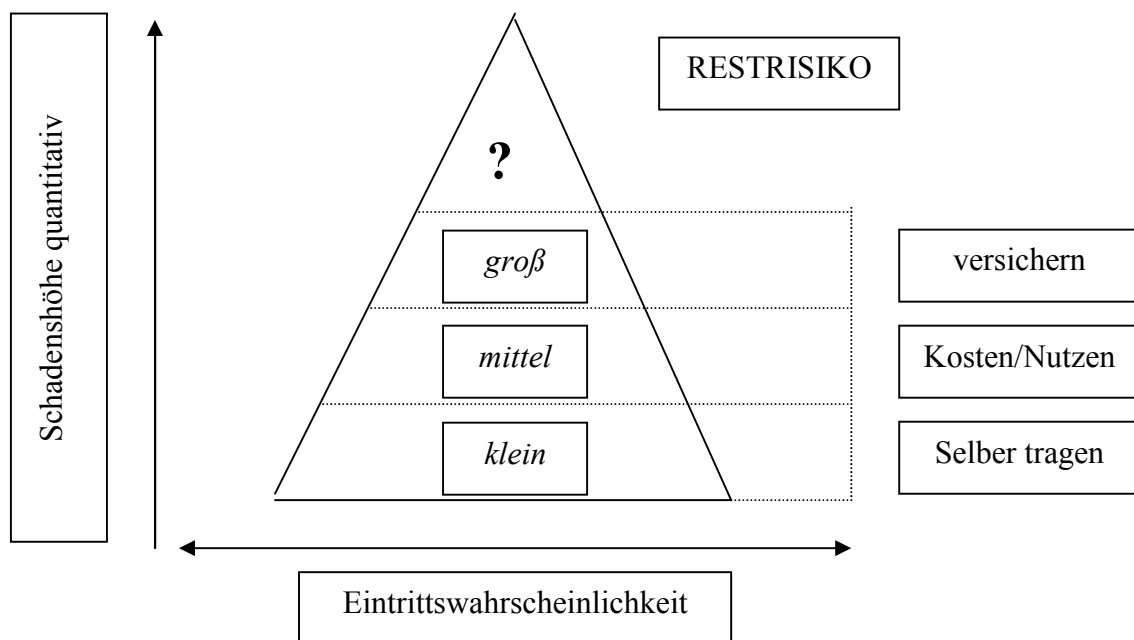 Schadenshöhe quantitativ
RESTRISIKO
?
groß
versichern
mittel
Kosten/Nutzen
klein
Selber tragen
Eintrittswahrscheinlichkeit